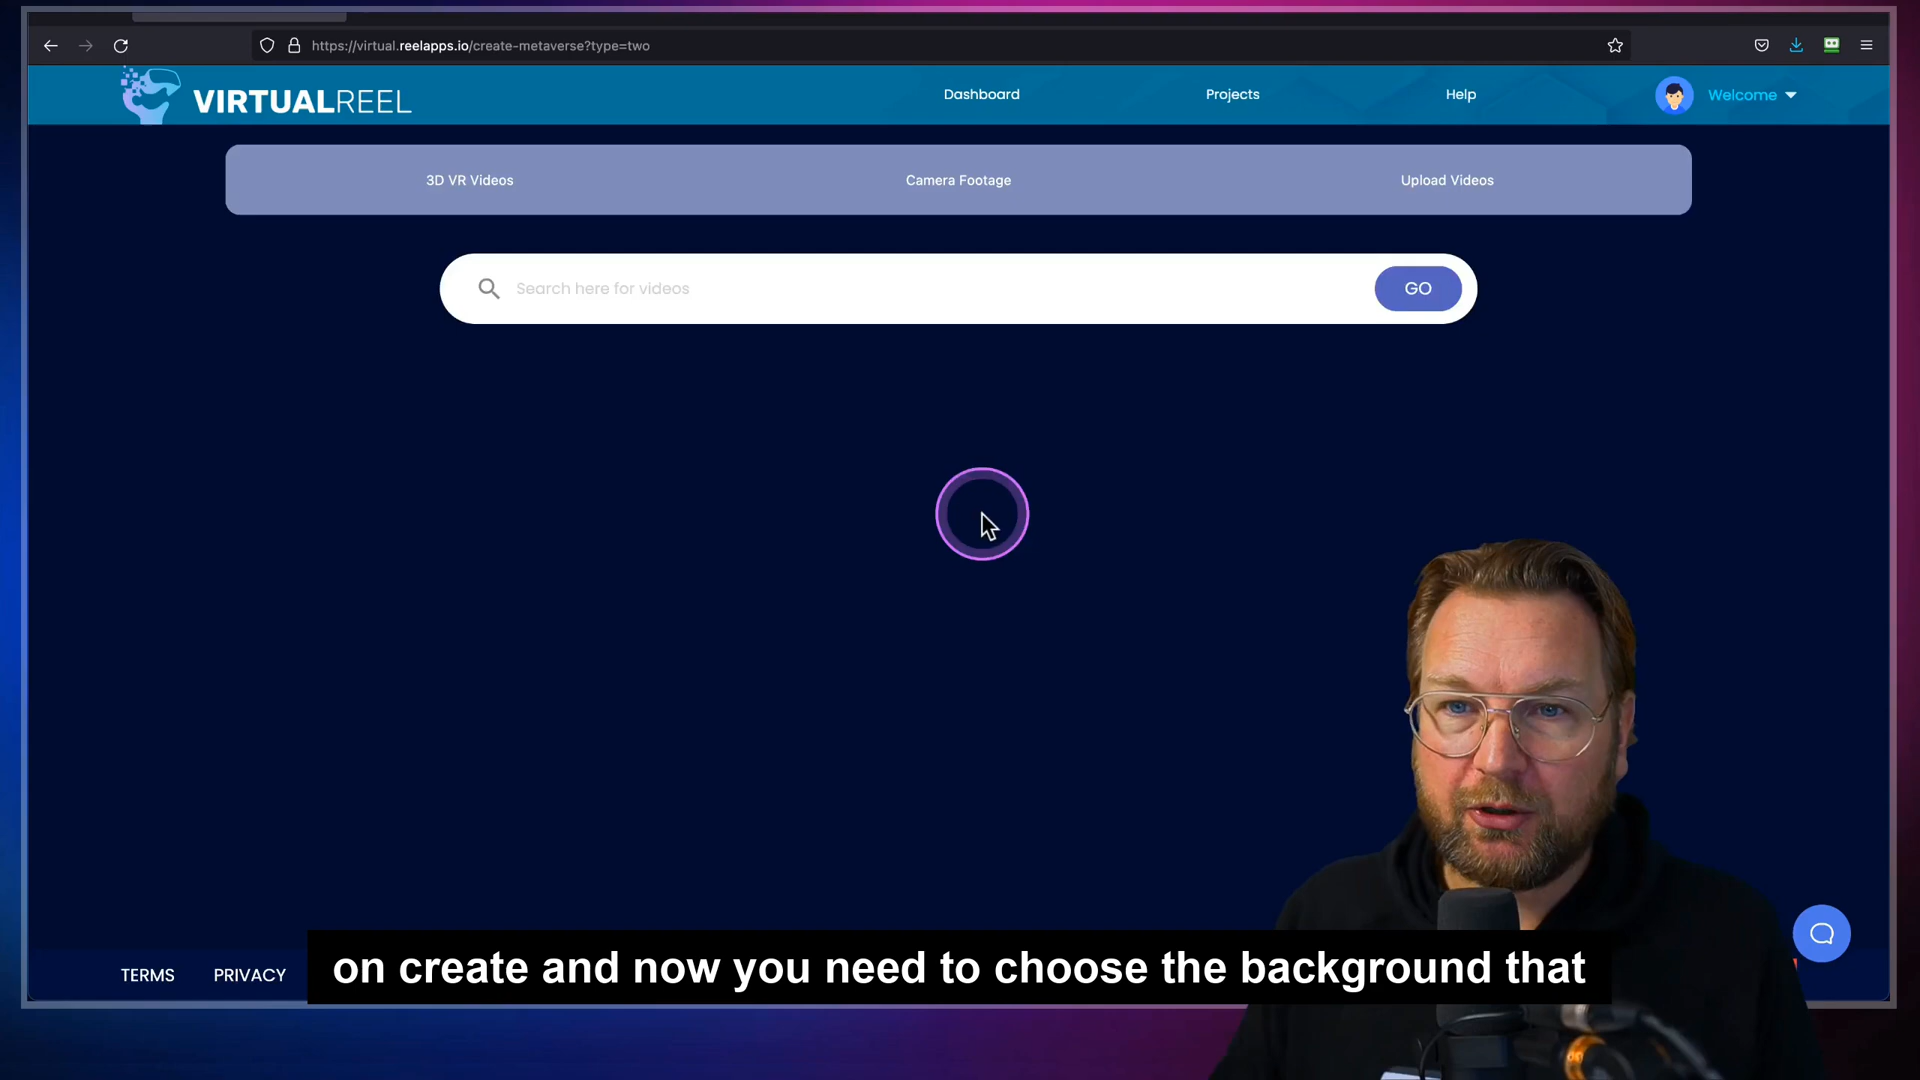 https://virtual.reelapps.io/create-metaverse?type=two
VIRTUALREEL
Dashboard
Projects
Help
Welcome
3D VR Videos
Camera Footage
Upload Videos
Search here for videos
GO
TERMS
PRIVACY
on create and now you need to choose the background that